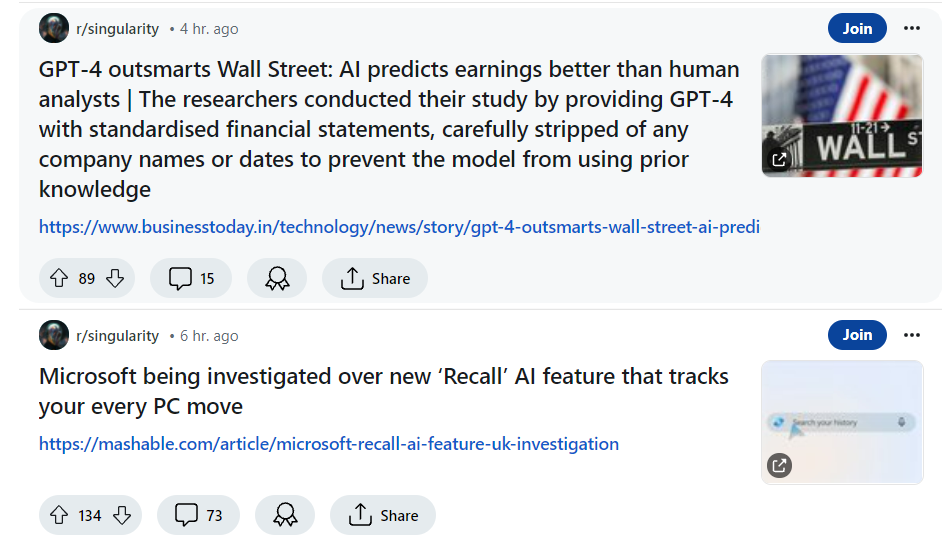 r/singularity • 4 hr. ago
Join
GPT-4 outsmarts Wall Street: AI predicts earnings better than human
analysts | The researchers conducted their study by providing GPT-4
with standardised financial statements, carefully stripped of any
company names or dates to prevent the model from using prior
knowledge
11-21
WALL ST
https://www.businesstoday.in/technology/news/story/gpt-4-outsmarts-wall-street-ai-predi
89
15
Share
r/singularity • 6 hr. ago
Join
Microsoft being investigated over new ‘Recall’ AI feature that tracks
your every PC move
Search your history
https://mashable.com/article/microsoft-recall-ai-feature-uk-investigation
134
73
Share